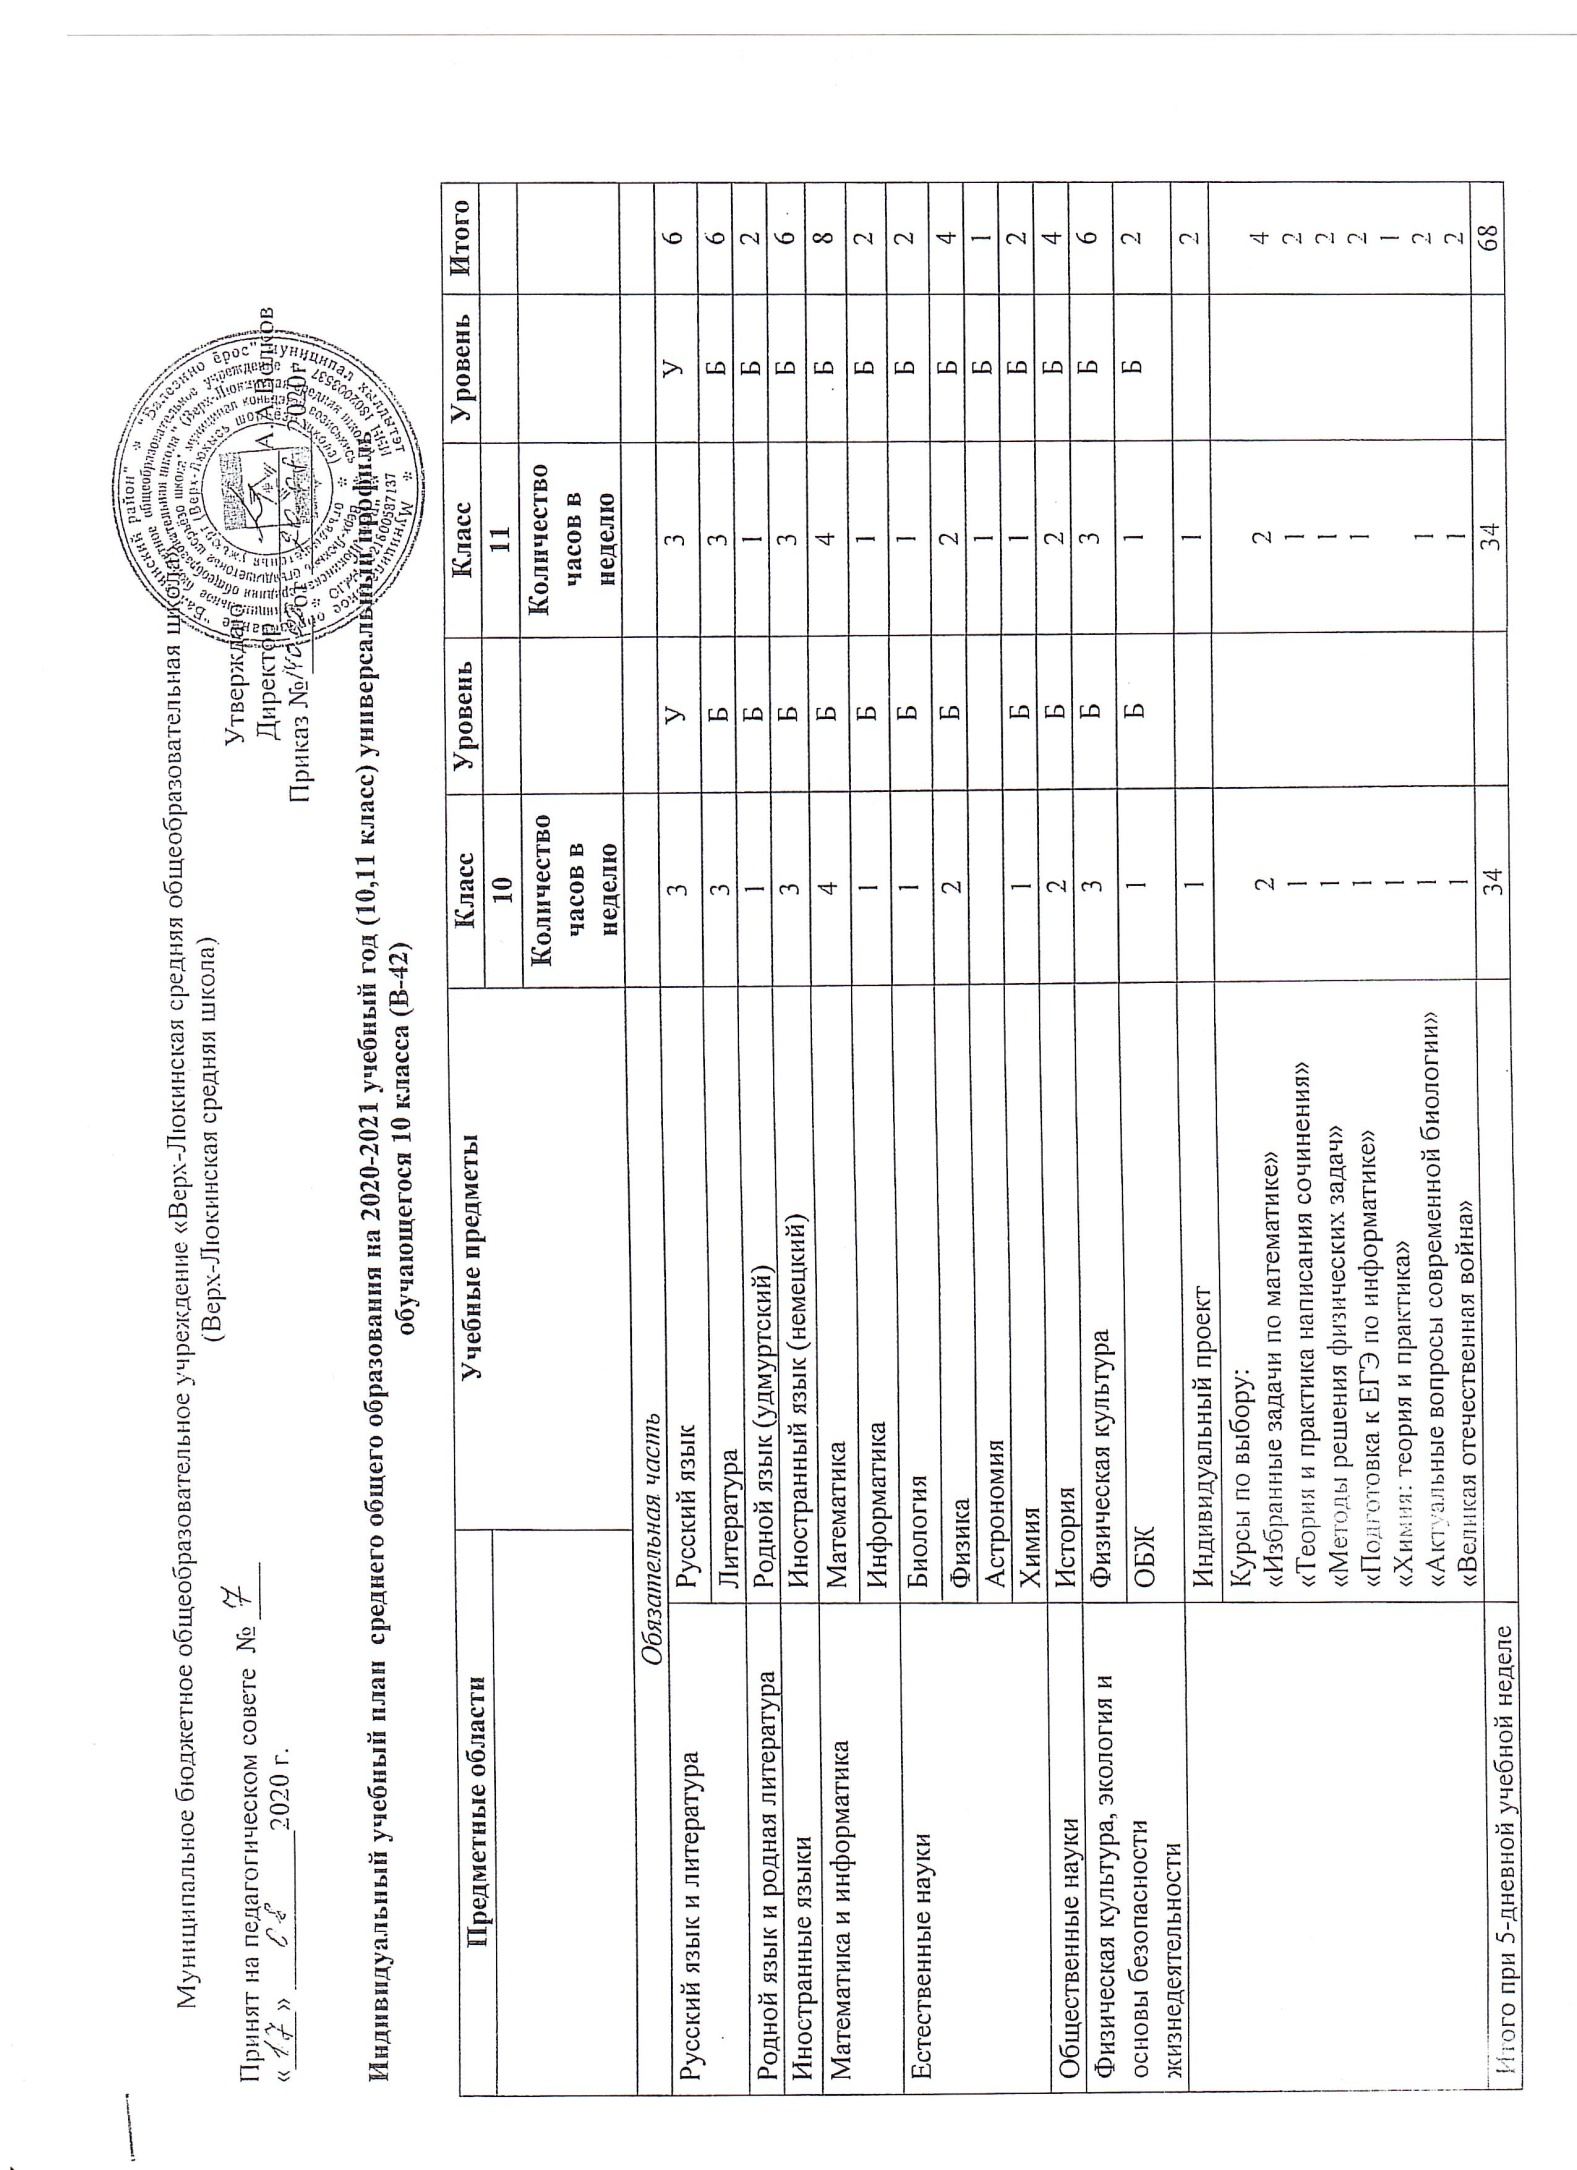 Муниципальное бюджетное общеобразовательное учреждение «Верх-Люкинская средняя общеобразовательная школа»
(Верх-Люкинская средняя школа)
Принят на педагогическом совете № 7
«17» 08 2020 г.
Утверждаю
Директор А.А.Волков
Приказ № от 2020г.
Индивидуальный учебный план среднего общего образования на 2020-2021 учебный год (10,11 класс) универсальный профиль
обучающегося 10 класса (В-42)
Предметные области Учебные предметы Класс Уровень Класс Уровень Итого
10 11
Количество часов в неделю Количество часов в неделю
Обязательная часть
Русский язык и литература Русский язык 3 У 3 У 6
Литература 3 Б 3 Б 6
Родной язык и родная литература Родной язык (удмуртский) 1 Б 1 Б 2
Иностранные языки Иностранный язык (немецкий) 3 Б 3 Б 6
Математика и информатика Математика 4 Б 4 Б 8
Информатика 1 Б 1 Б 2
Естественные науки Биология 1 Б 1 Б 2
Физика 2 Б 2 Б 4
Астрономия 1 Б 1
Химия 1 Б 1 Б 2
Общественные науки История 2 Б 2 Б 4
Физическая культура, экология и основы безопасности жизнедеятельности Физическая культура 3 Б 3 Б 6
ОБЖ 1 Б 1 Б 2
Индивидуальный проект 1 1 2
Курсы по выбору:
«Избранные задачи по математике» 2 2 4
«Теория и практика написания сочинения» 1 1 2
«Методы решения физических задач» 1 1 2
«Подготовка к ЕГЭ по информатике» 1 1 2
«Химия: теория и практика» 1 1
«Актуальные вопросы современной биологии» 1 1 2
«Великая отечественная война» 1 1 2
Итого при 5-дневной учебной неделе 34 34 68